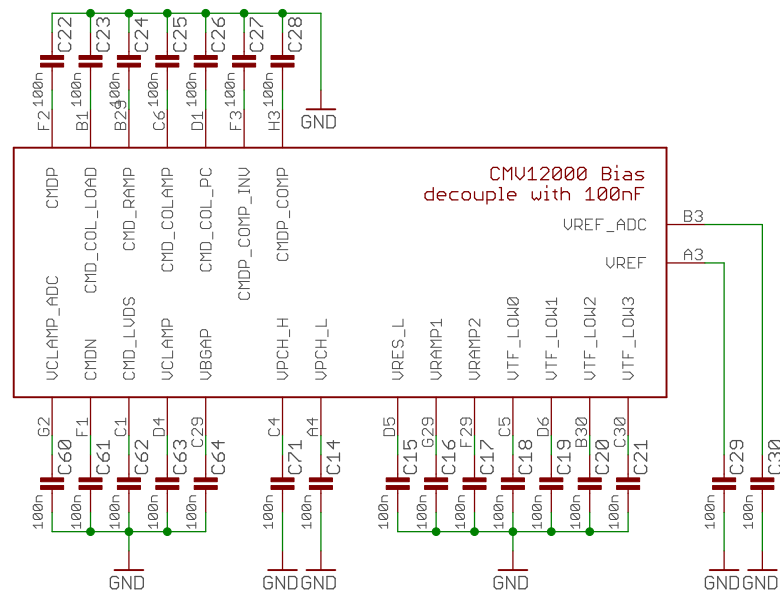 C22 C23 C24 C25 C26 C27 C28
100n 100n 100n 100n 100n 100n 100n
F2 B1 B29 C6 D1 F3 H3
GND
CMV12000 Bias
decouple with 100nF
CMDP CMD_COL_LOAD CMD_RAMP CMD_COLAMP CMD_COL_PC CMDP_COMP_INV CMDP_COMP
VREF_ADC B3
VREF A3
VCLAMP_ADC CMDN CMD_LVDS VCLAMP VBGAP VPCH_H VPCH_L VRES_L VRAMP1 VRAMP2 VTF_LOW0 VTF_LOW1 VTF_LOW2 VTF_LOW3
G2 F1 C1 D4 C29 C4 A4 D5 G29 F29 C5 D6 B30 C30
C60 C61 C62 C63 C64 C71 C14 C15 C16 C17 C18 C19 C20 C21 C29 C30
100n 100n 100n 100n 100n 100n 100n 100n 100n 100n 100n 100n 100n 100n 100n 100n
GND GND GND GND GND GND